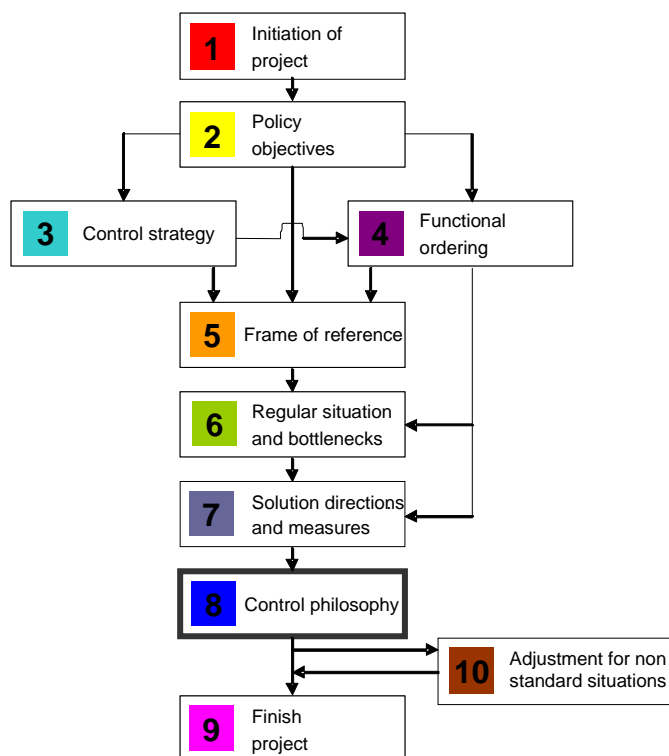 1
Initiation of
project
2
Policy
objectives
3
Control strategy
4
Functional
ordering
5
Frame of reference
6
Regular situation
and bottlenecks
7
Solution directions
and measures
8
Control philosophy
10
Adjustment for non
standard situations
9
Finish
project